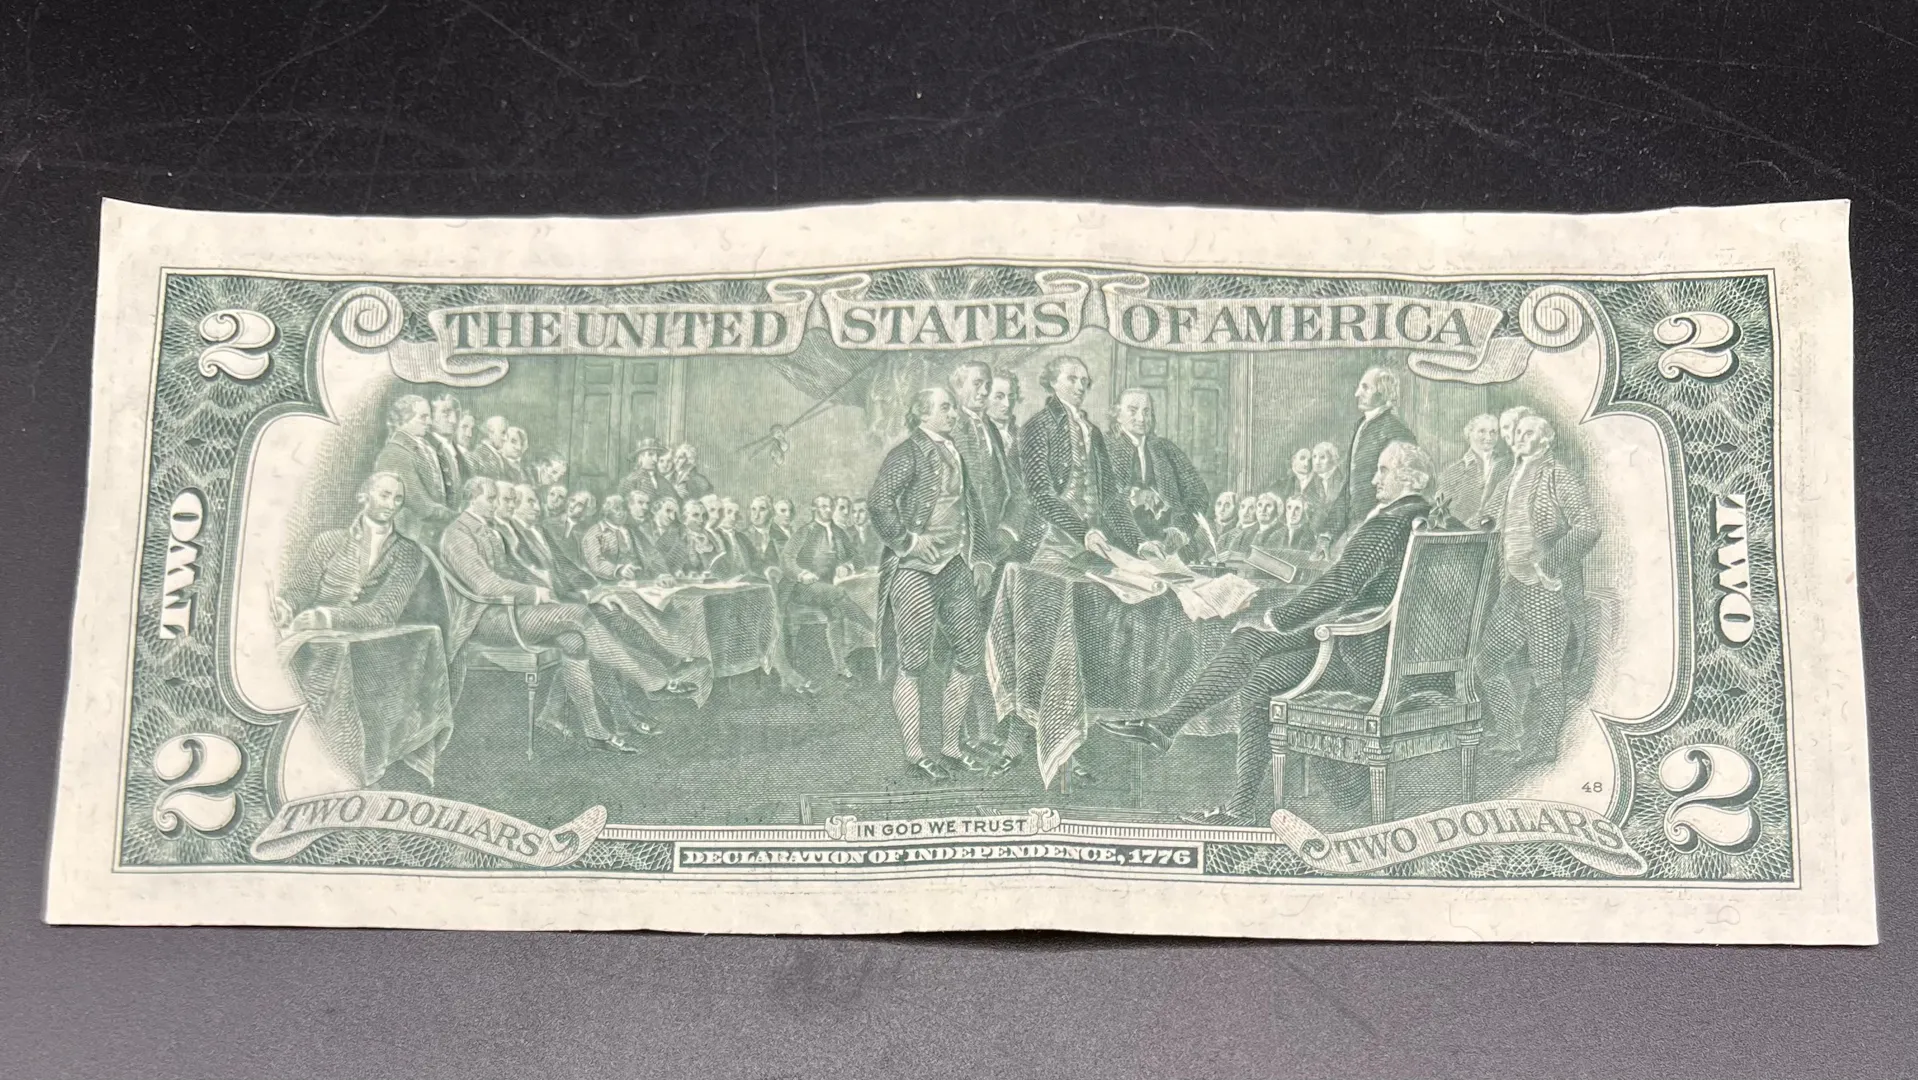 THE UNITED STATES OF AMERICA
2
2
TWO
TWO
2
2
48
TWO DOLLARS
IN GOD WE TRUST
TWO DOLLARS
DECLARATION OF INDEPENDENCE, 1776